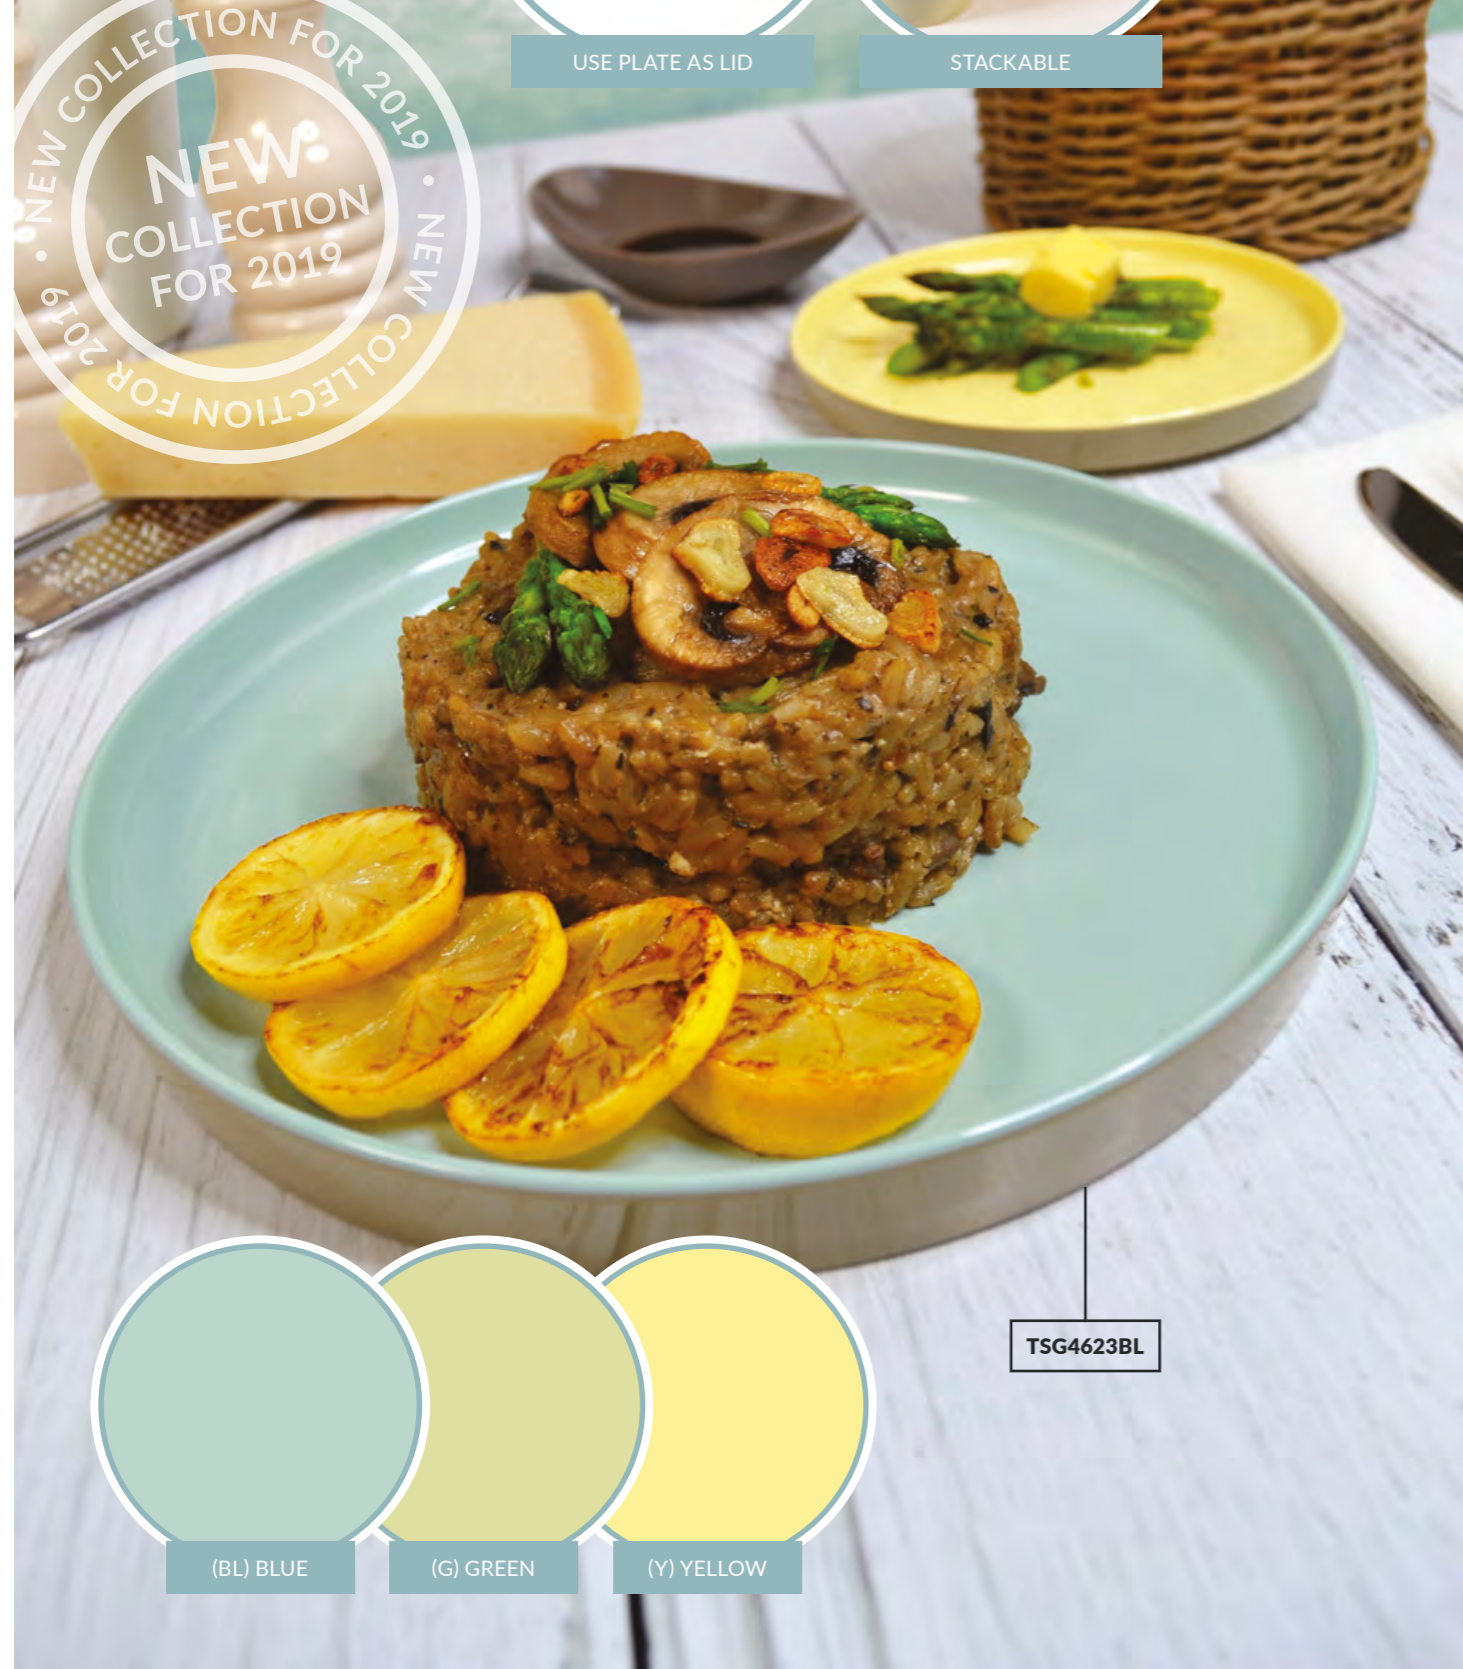 USE PLATE AS LID
STACKABLE
NEW COLLECTION FOR 2019 • NEW COLLECTION FOR 2019 •
NEW
COLLECTION
FOR 2019
TSG4623BL
(BL) BLUE
(G) GREEN
(Y) YELLOW